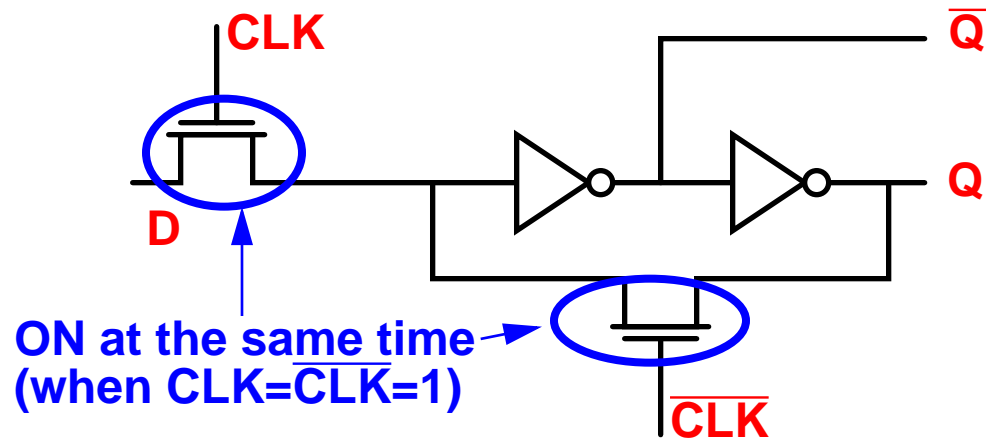 CLK
Q̅
Q
D
ON at the same time
(when CLK=C̅L̅K̅=1)
C̅L̅K̅